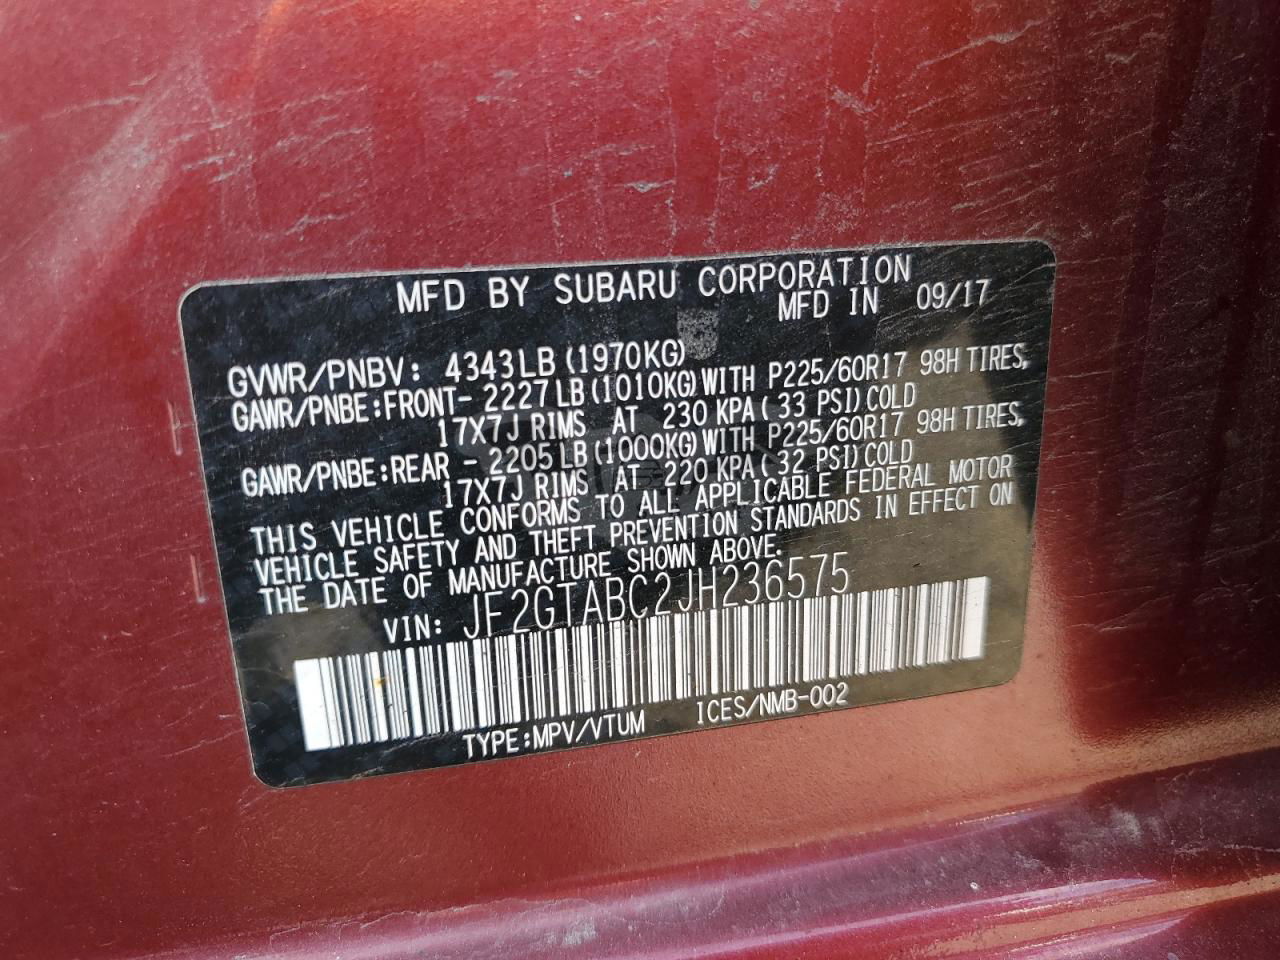 MFD BY SUBARU CORPORATION
MFD IN 09/17
GVWR/PNBV: 4343LB(1970KG)
GAWR/PNBE:FRONT- 2227LB(1010KG)WITH P225/60R17 98H TIRES,
17X7J RIMS AT 230 KPA(33 PSI)COLD
GAWR/PNBE:REAR - 2205LB(1000KG)WITH P225/60R17 98H TIRES,
17X7J RIMS AT 220 KPA(32 PSI)COLD
THIS VEHICLE CONFORMS TO ALL APPLICABLE FEDERAL MOTOR
VEHICLE SAFETY AND THEFT PREVENTION STANDARDS IN EFFECT ON
THE DATE OF MANUFACTURE SHOWN ABOVE.
VIN: JF2GTABC2JH236575
TYPE:MPV/VTUM ICES/NMB-002